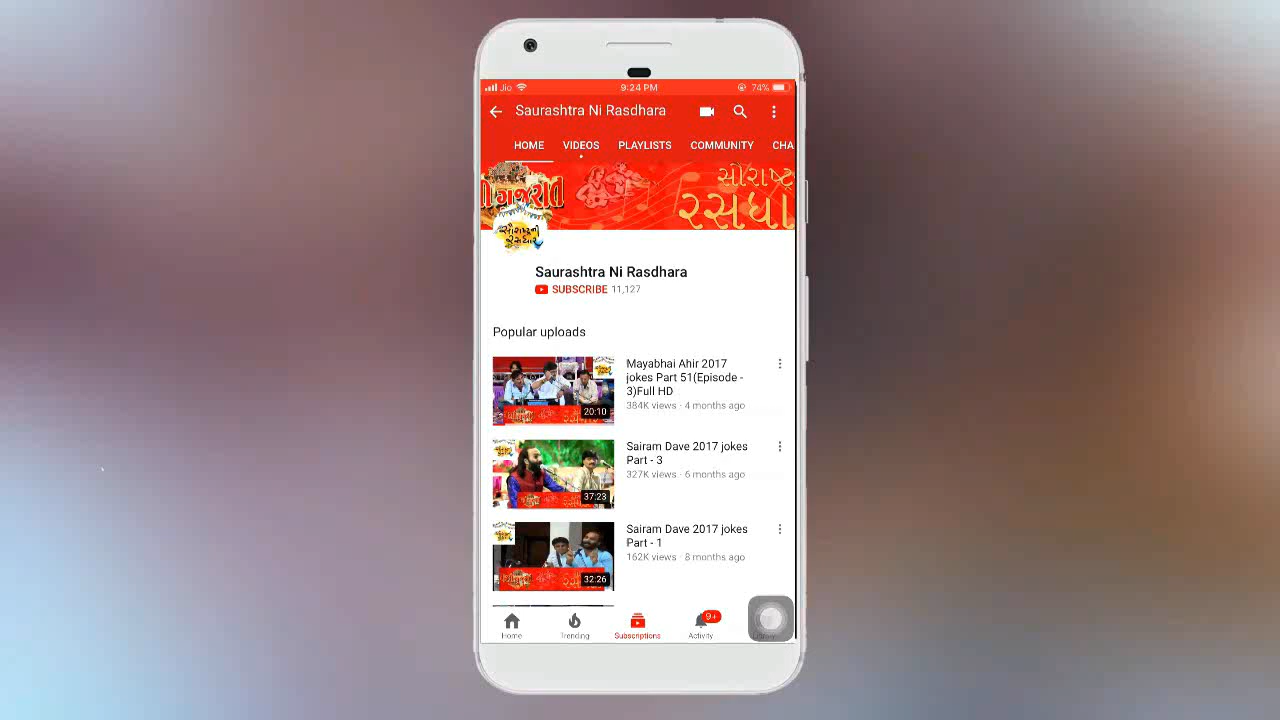 Jio 9:24 PM 74%
Saurashtra Ni Rasdhara
HOME VIDEOS PLAYLISTS COMMUNITY CHA
ગુજરાત
સૌરાષ્ટ્ર
રસધા
સૌરાષ્ટ્રની
રસધાર
Saurashtra Ni Rasdhara
SUBSCRIBE 11,127
Popular uploads
Mayabhai Ahir 2017
jokes Part 51(Episode -
3)Full HD
384K views · 4 months ago
20:10
Sairam Dave 2017 jokes
Part - 3
327K views · 6 months ago
37:23
Sairam Dave 2017 jokes
Part - 1
162K views · 8 months ago
32:26
9+
Home Trending Subscriptions Activity Library